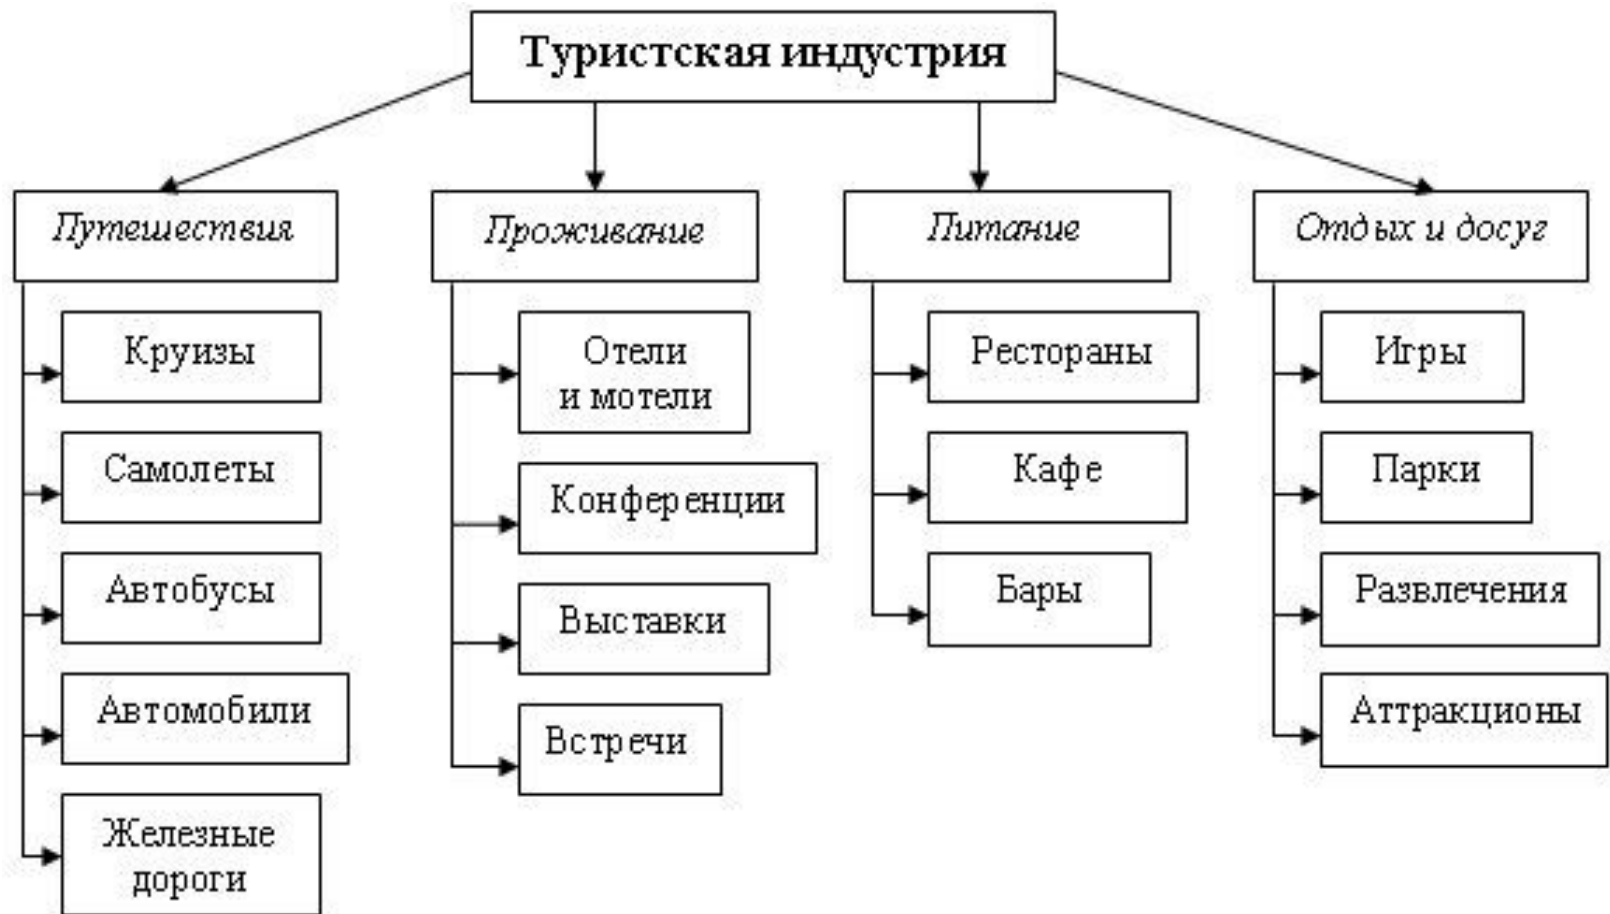 Туристская индустрия
Путешествия
Проживание
Питание
Отдых и досуг
Круизы
Самолеты
Автобусы
Автомобили
Железные
дороги
Отели
и мотели
Конференции
Выставки
Встречи
Рестораны
Кафе
Бары
Игры
Парки
Развлечения
Аттракционы